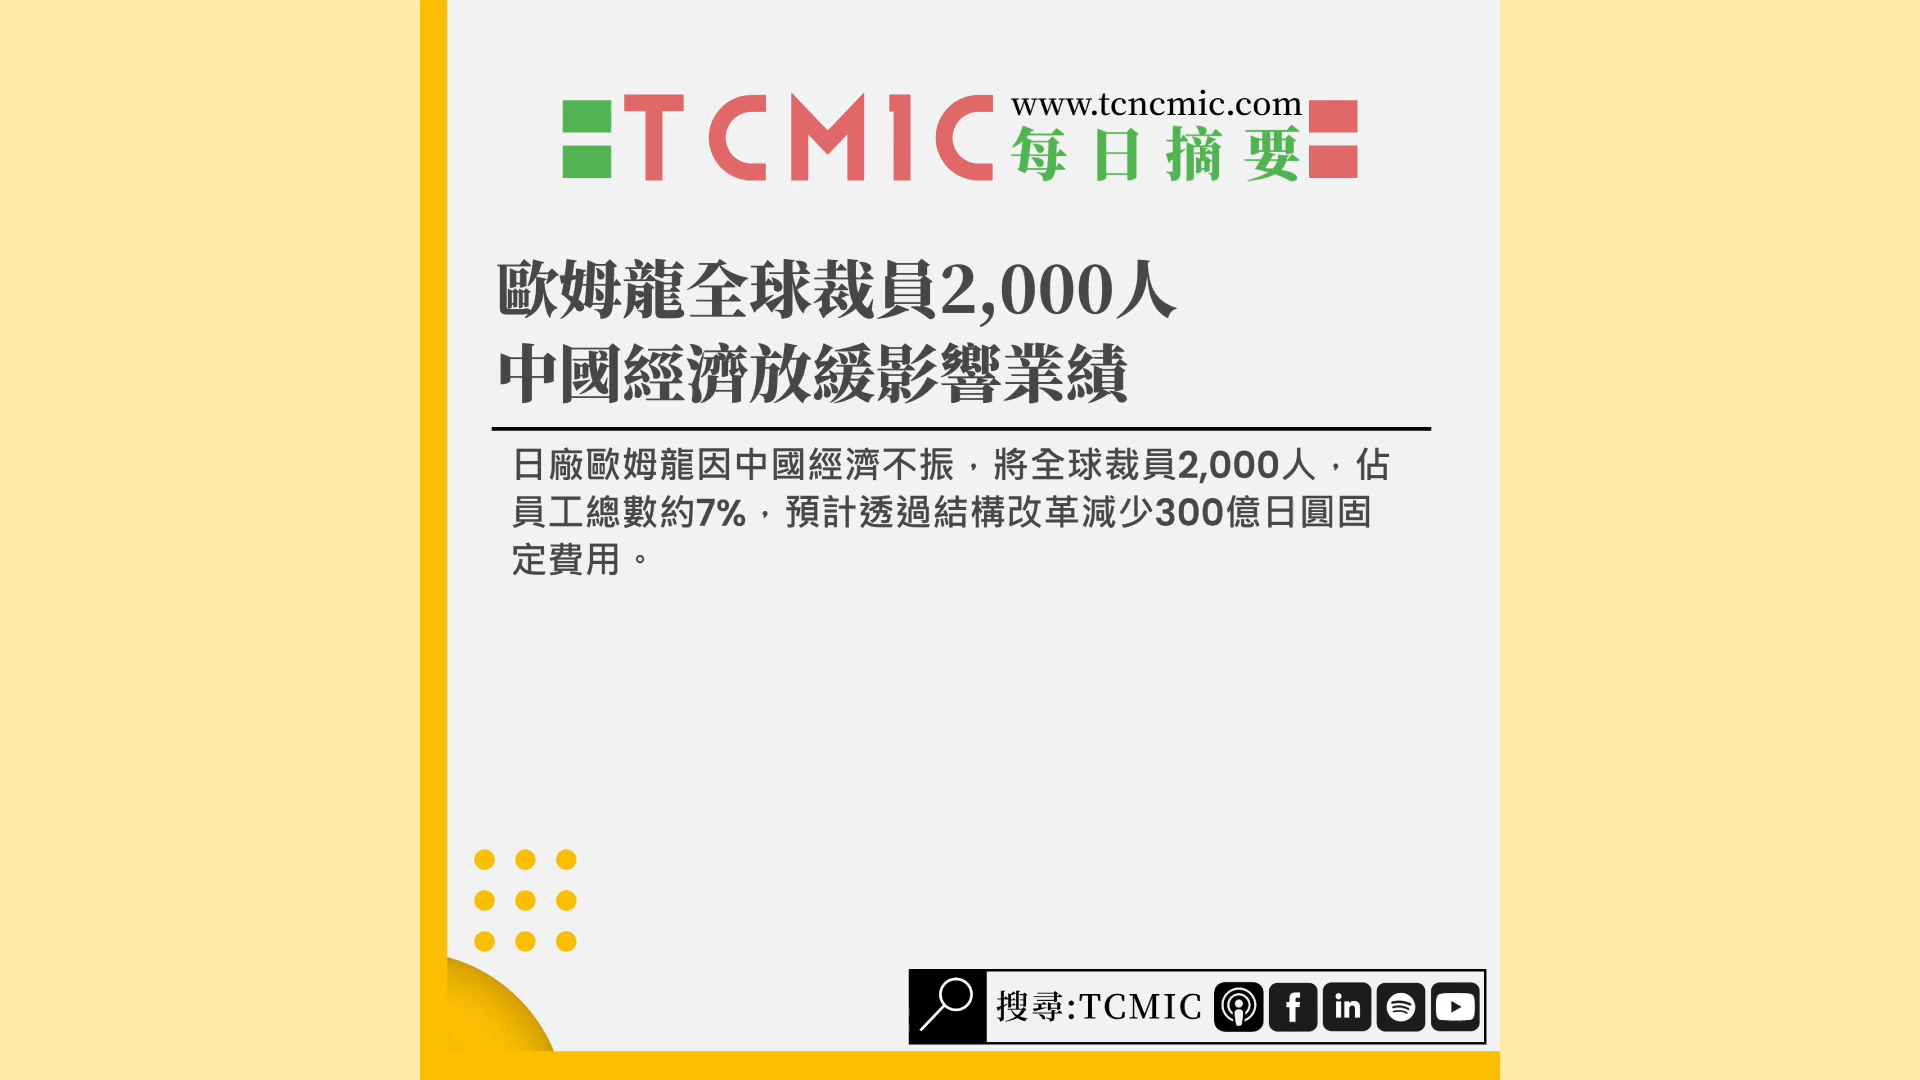 TCMIC
www.tcncmic.com
每日摘要
歐姆龍全球裁員2,000人
中國經濟放緩影響業績
日廠歐姆龍因中國經濟不振，將全球裁員2,000人，佔
員工總數約7%，預計透過結構改革減少300億日圓固
定費用。
搜尋:TCMIC